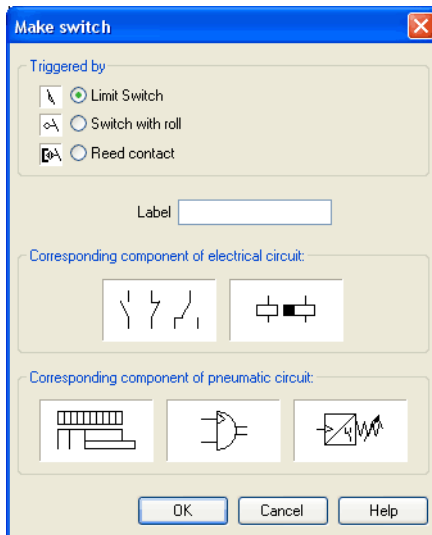 Make switch
Triggered by
Limit Switch
Switch with roll
Reed contact
Label
Corresponding component of electrical circuit:
Corresponding component of pneumatic circuit:
OK Cancel Help